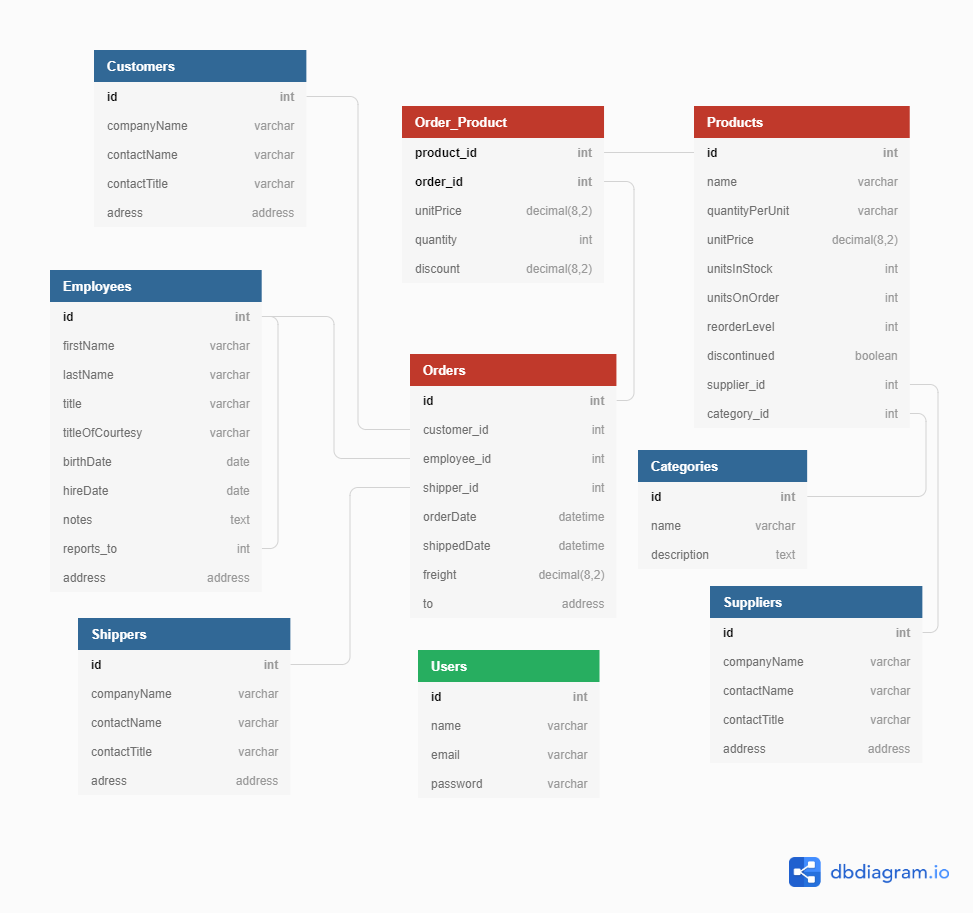 Customers
id int
companyName varchar
contactName varchar
contactTitle varchar
adress address
Order_Product
product_id int
order_id int
unitPrice decimal(8,2)
quantity int
discount decimal(8,2)
Products
id int
name varchar
quantityPerUnit varchar
unitPrice decimal(8,2)
unitsInStock int
unitsOnOrder int
reorderLevel int
discontinued boolean
supplier_id int
category_id int
Employees
id int
firstName varchar
lastName varchar
title varchar
titleOfCourtesy varchar
birthDate date
hireDate date
notes text
reports_to int
address address
Orders
id int
customer_id int
employee_id int
shipper_id int
orderDate datetime
shippedDate datetime
freight decimal(8,2)
to address
Categories
id int
name varchar
description text
Suppliers
id int
companyName varchar
contactName varchar
contactTitle varchar
address address
Shippers
id int
companyName varchar
contactName varchar
contactTitle varchar
adress address
Users
id int
name varchar
email varchar
password varchar
dbdiagram.io